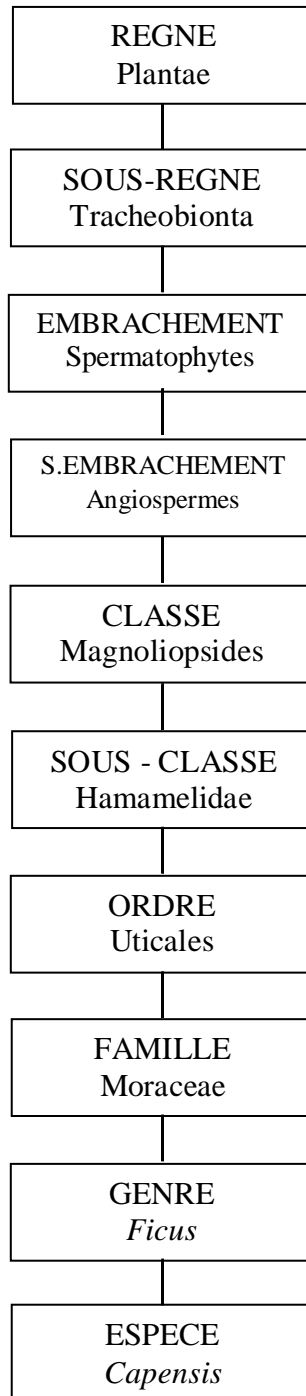 REGNE
Plantae
SOUS-REGNE
Tracheobionta
EMBRACHEMENT
Spermatophytes
S.EMBRACHEMENT
Angiospermes
CLASSE
Magnoliopsides
SOUS - CLASSE
Hamamelidae
ORDRE
Uticales
FAMILLE
Moraceae
GENRE
Ficus
ESPECE
Capensis